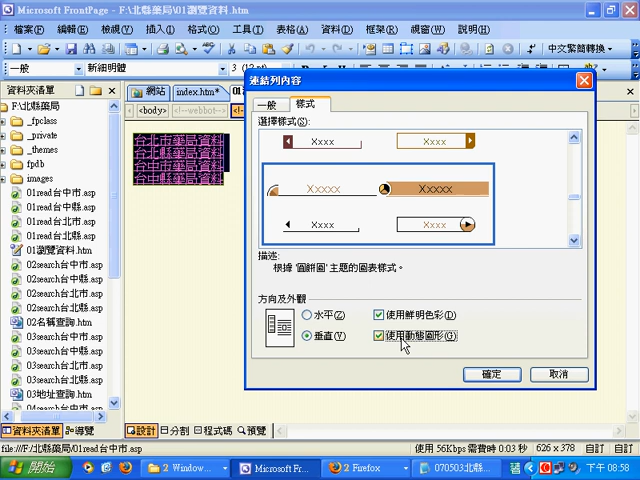 Microsoft FrontPage - F:\北縣藥局\01瀏覽資料.htm
檔案(F) 編輯(E) 檢視(V) 插入(I) 格式(O) 工具(T) 表格(A) 資料(D) 框架(R) 視窗(W) 說明(H)
中文繁簡轉換
一般 新細明體 3 (12 pt)
資料夾清單
F:\北縣藥局
_fpclass
_private
_themes
fpdb
images
01read台中市.asp
01read台中縣.asp
01read台北市.asp
01read台北縣.asp
01瀏覽資料.htm
02search台中市.asp
02search台中縣.asp
02search台北市.asp
02search台北縣.asp
02名稱查詢.htm
03search台中市.asp
03search台中縣.asp
03search台北市.asp
03search台北縣.asp
03地址查詢.htm
04search台中市.asp
資料夾清單 導覽
網站 index.htm*
<body> <!--webbot-->
台北市藥局資料
台北縣藥局資料
台中市藥局資料
台中縣藥局資料
連結列內容
一般 樣式
選擇樣式(S):
Xxxx Xxxx
Xxxxx Xxxxx
Xxxx Xxxx
描述:
根據 '圓餅圖' 主題的圖表樣式。
方向及外觀
水平(Z) 使用鮮明色彩(D)
垂直(V) 使用動態圖形(G)
確定 取消
設計 分割 程式碼 預覽
file:///F:/北縣藥局/01read台中市.asp 使用 56Kbps 需費時 0:03 秒 626 x 378 自訂 自訂
開始 2 Window... Microsoft Fr... 2 Firefox 070503北縣... 下午 08:58